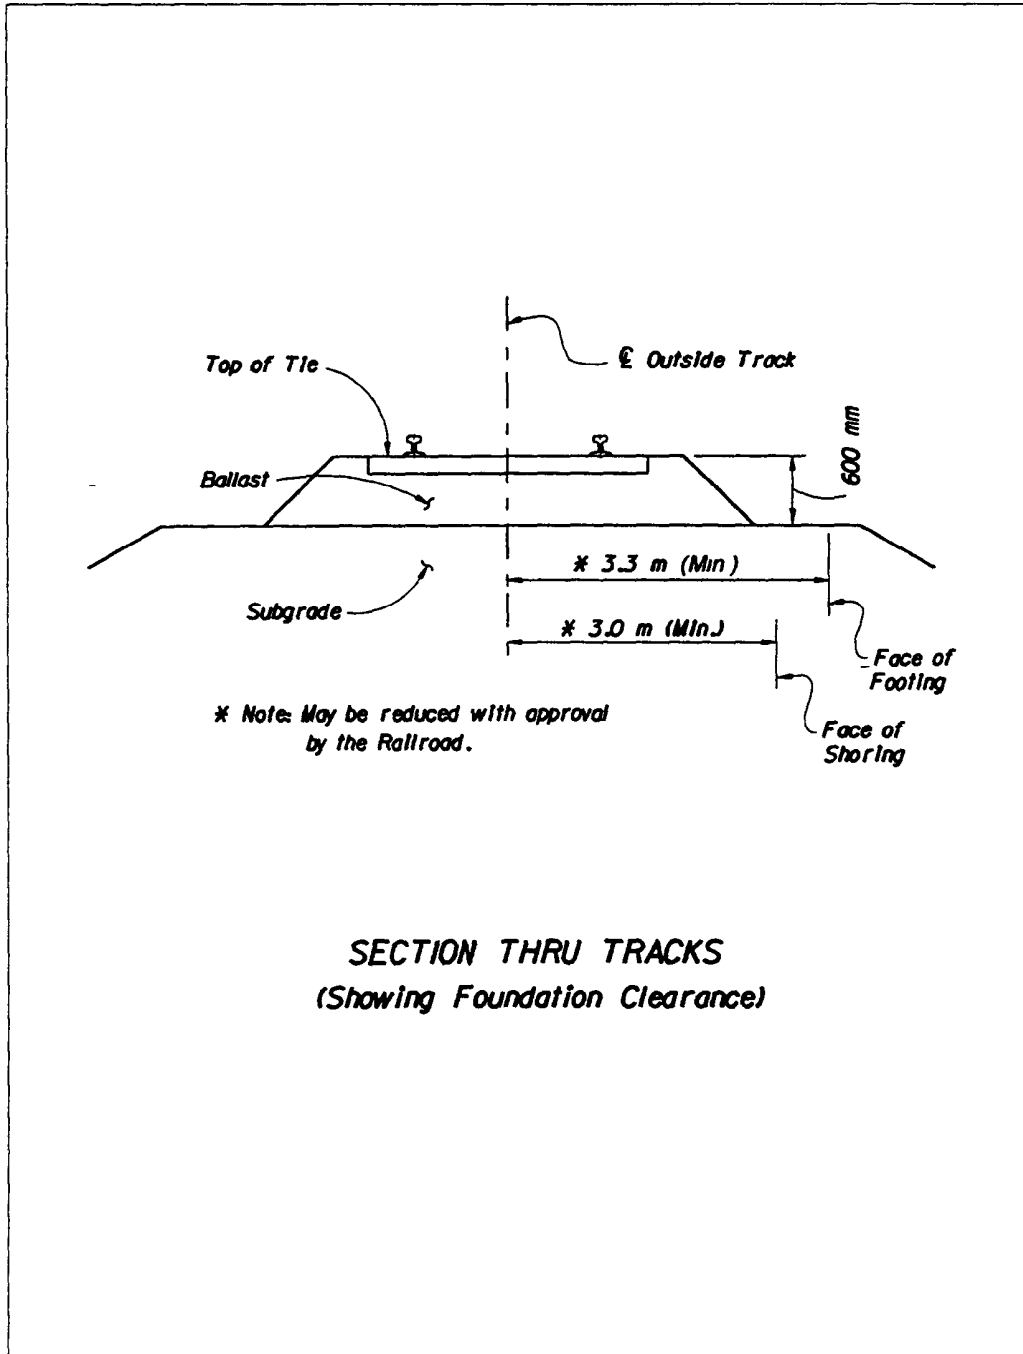 ℄ Outside Track
Top of Tie
600 mm
Ballast
* 3.3 m (Min )
Subgrade
* 3.0 m (Min.)
Face of
Footing
* Note: May be reduced with approval
by the Railroad.
Face of
Shoring
SECTION THRU TRACKS
(Showing Foundation Clearance)